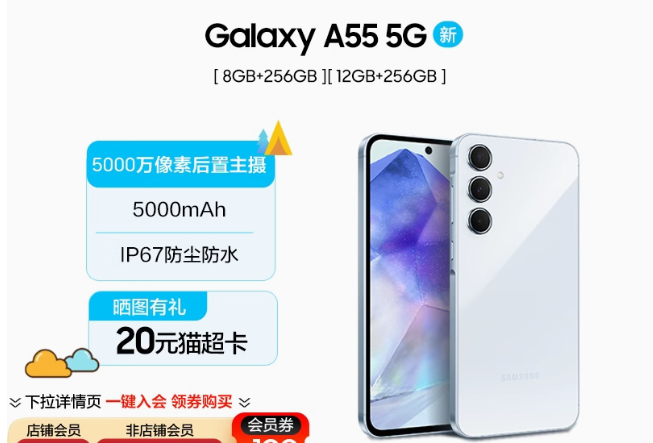 Galaxy A55 5G 新
[ 8GB+256GB ][ 12GB+256GB ]
5000万像素后置主摄
5000mAh
IP67防尘防水
晒图有礼
20元猫超卡
SAMSUNG
下拉详情页 一键入会 领券购买
店铺会员 非店铺会员 会员券